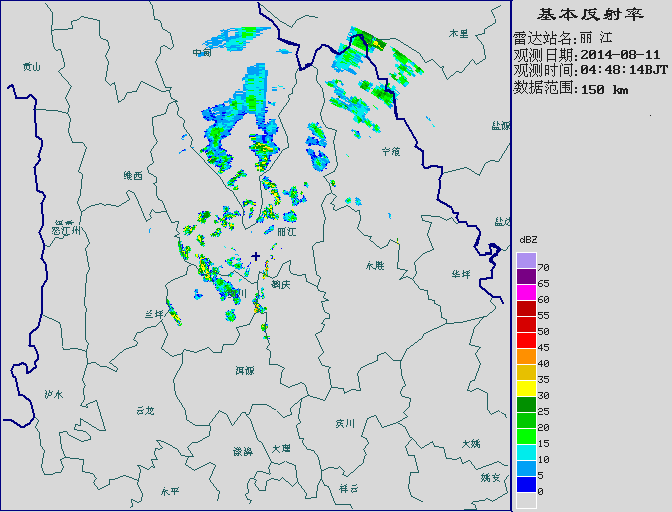 基本反射率
雷达站名:丽 江
观测日期:2014-08-11
观测时间:04:48:14BJT
数据范围:150 km
dBZ
70
65
60
55
50
45
40
35
30
25
20
15
10
5
0
中甸
木里
贡山
盐源
宁蒗
维西
盐边
怒江州
丽江
永胜
华坪
鹤庆
川
兰坪
洱源
泸水
云龙
宾川
大姚
漾濞
大理
永平
祥云
姚安